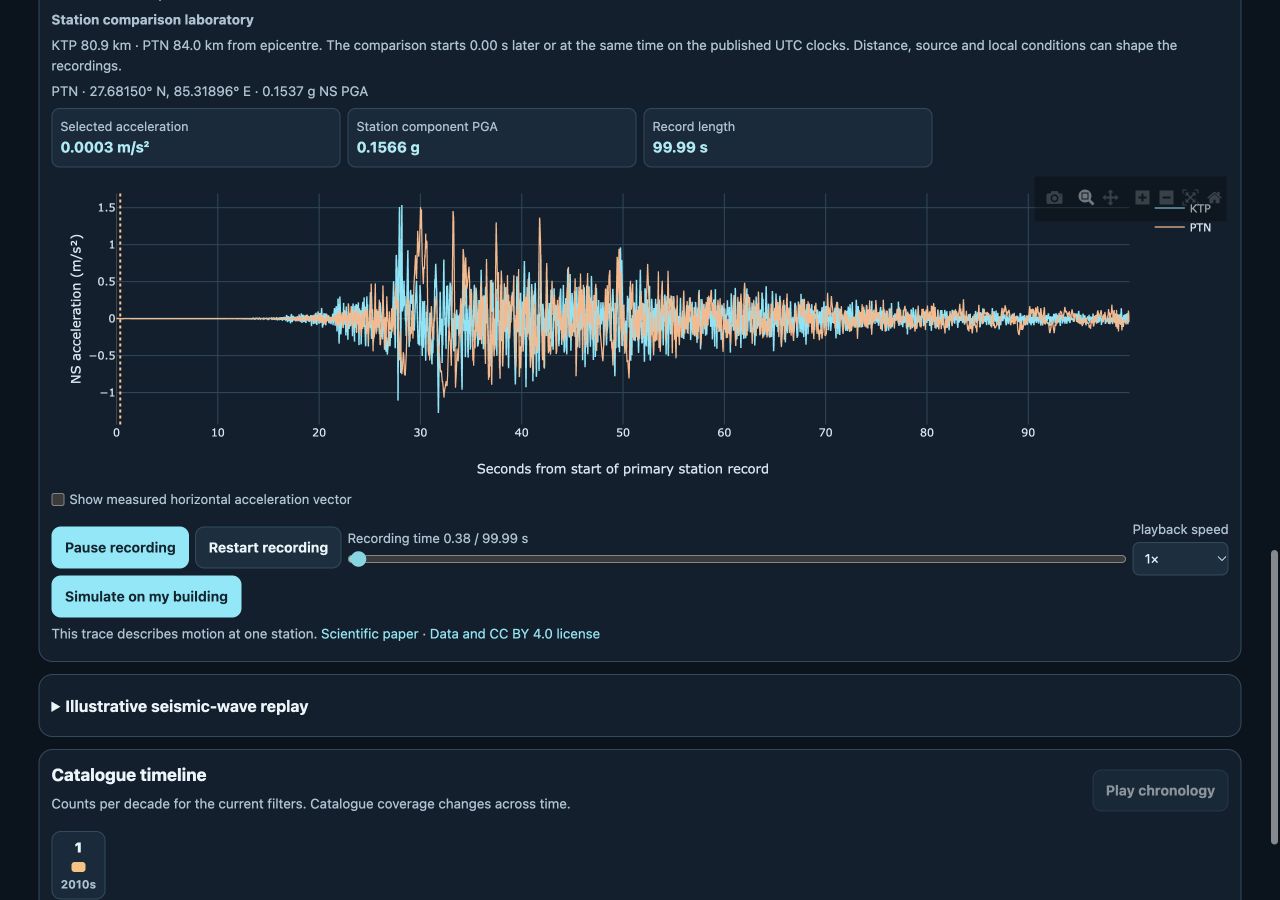 Station comparison laboratory
KTP 80.9 km · PTN 84.0 km from epicentre. The comparison starts 0.00 s later or at the same time on the published UTC clocks. Distance, source and local conditions can shape the
recordings.
PTN · 27.68150° N, 85.31896° E · 0.1537 g NS PGA
Selected acceleration
0.0003 m/s²
Station component PGA
0.1566 g
Record length
99.99 s
KTP
PTN
NS acceleration (m/s²)
1.5
1
0.5
0
−0.5
−1
0 10 20 30 40 50 60 70 80 90
Seconds from start of primary station record
Show measured horizontal acceleration vector
Pause recording
Restart recording
Recording time 0.38 / 99.99 s
Playback speed
1x
Simulate on my building
This trace describes motion at one station. Scientific paper · Data and CC BY 4.0 license
Illustrative seismic-wave replay
Catalogue timeline
Counts per decade for the current filters. Catalogue coverage changes across time.
Play chronology
1
2010s